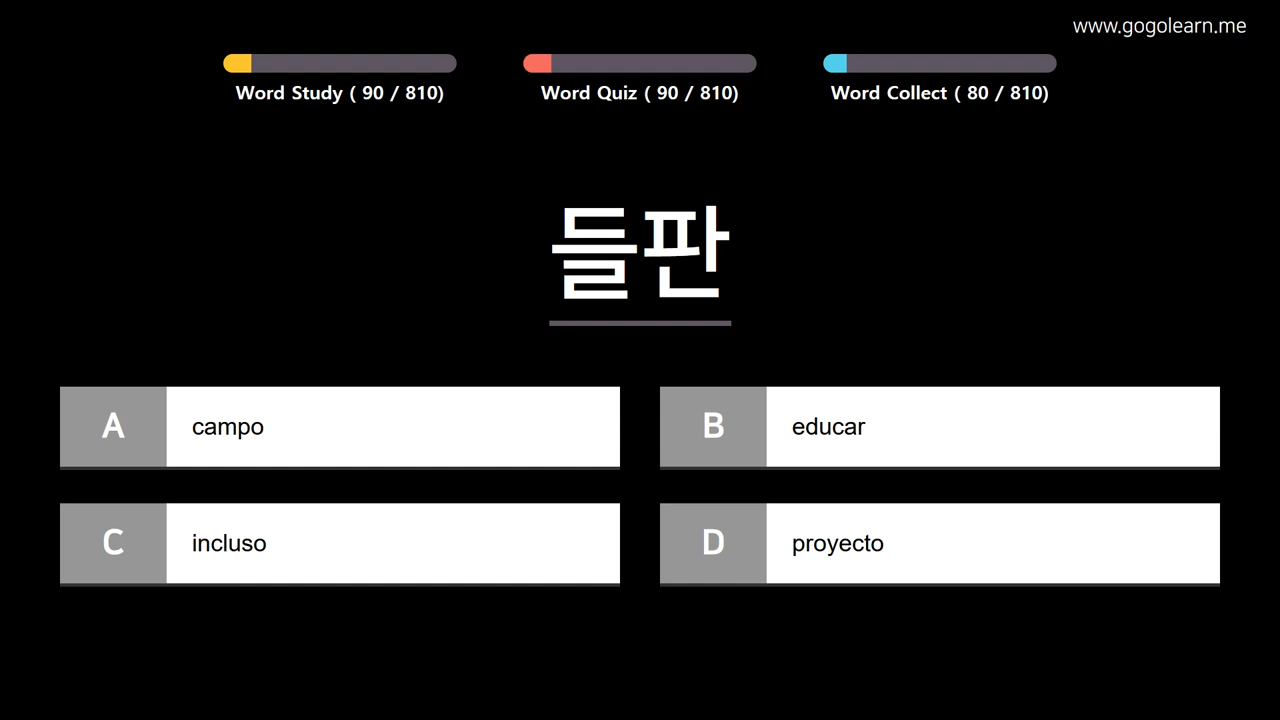 www.gogolearn.me
Word Study ( 90 / 810)
Word Quiz ( 90 / 810)
Word Collect ( 80 / 810)
들판
A campo
B educar
C incluso
D proyecto